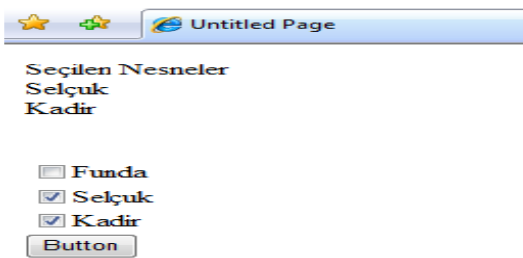 Untitled Page
Seçilen Nesneler
Selçuk
Kadir
Funda
Selçuk
Kadir
Button